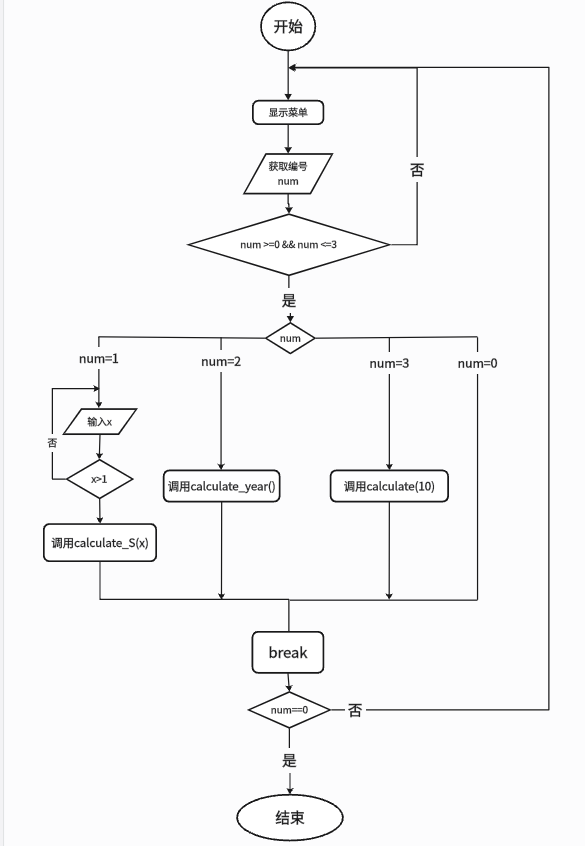 开始
显示菜单
获取编号
num
否
num >=0 && num <=3
是
num
num=1
num=2
num=3
num=0
输入x
否
x>1
调用calculate_year()
调用calculate(10)
调用calculate_S(x)
break
num==0
否
是
结束